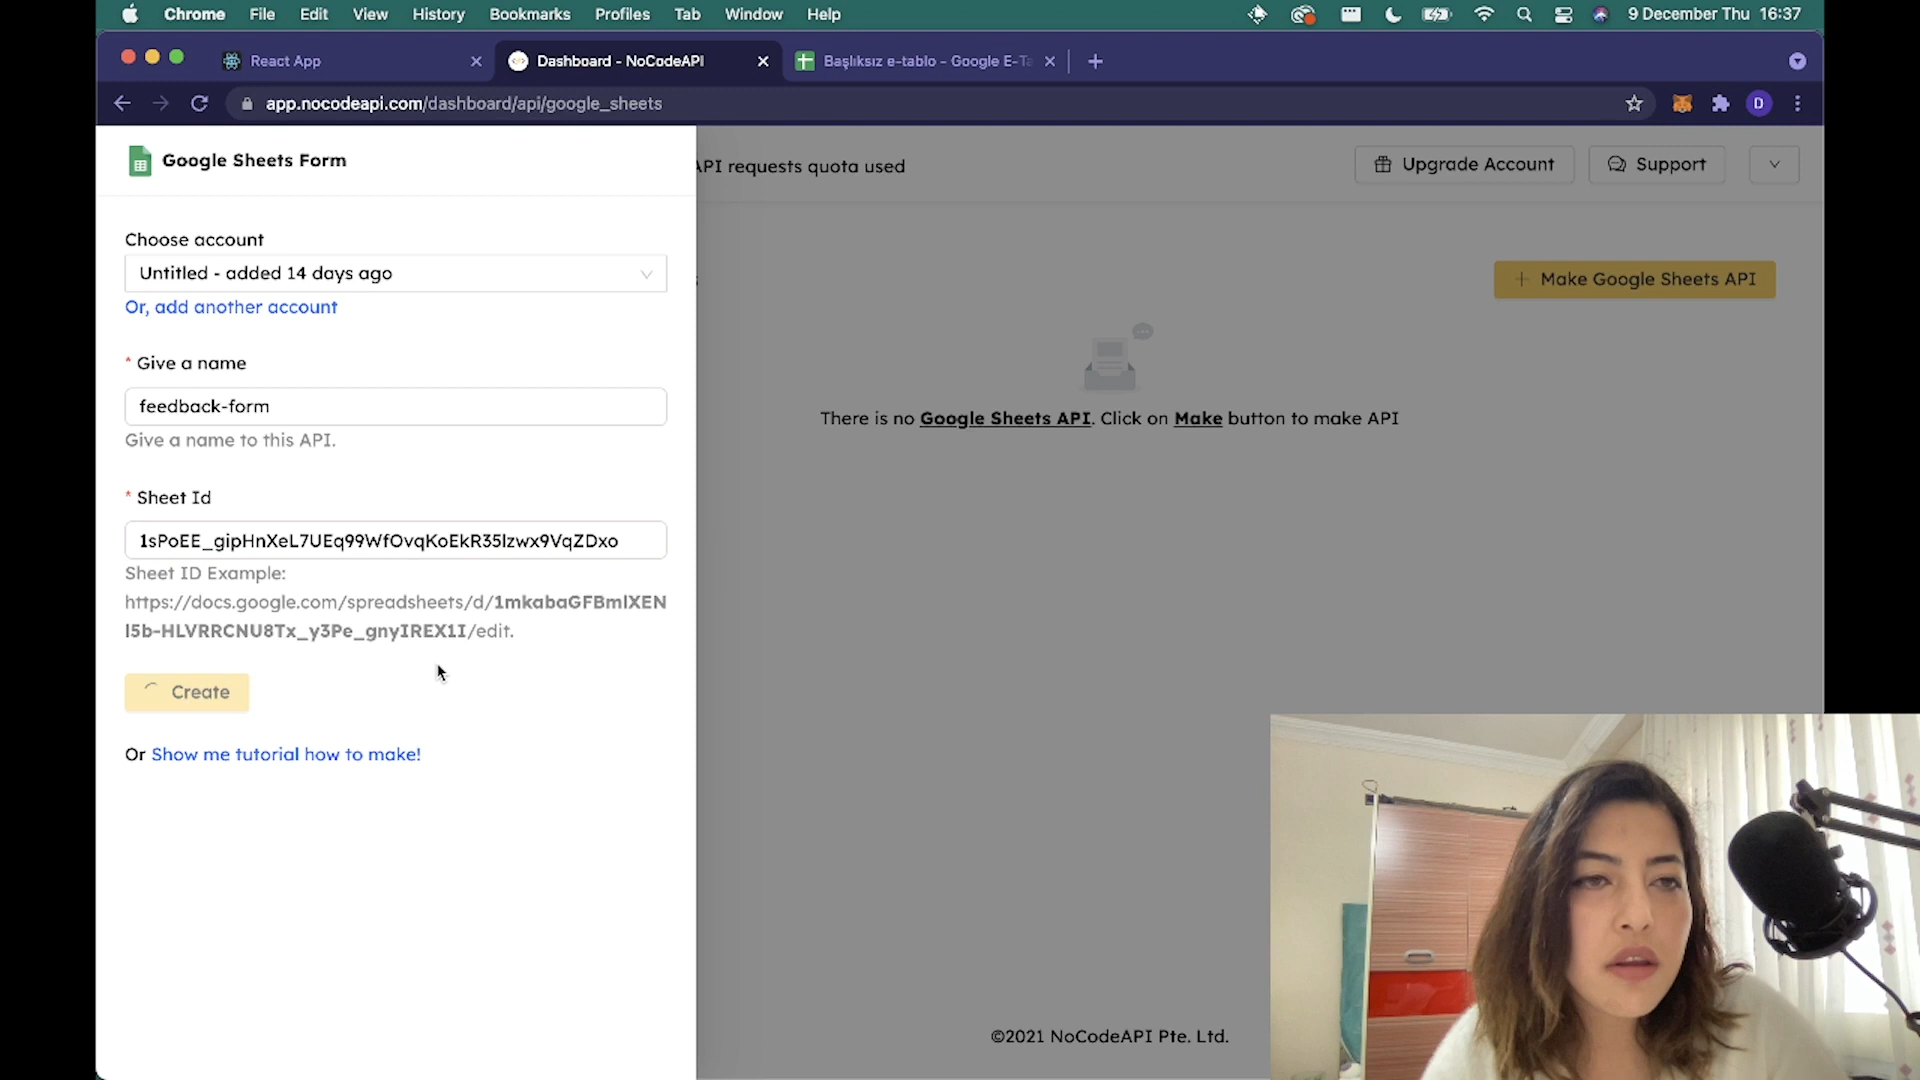 Chrome File Edit View History Bookmarks Profiles Tab Window Help 9 December Thu 16:37
React App Dashboard - NoCodeAPI Başlıksız e-tablo - Google E-Ta
app.nocodeapi.com/dashboard/api/google_sheets D
Google Sheets Form
API requests quota used Upgrade Account Support
Choose account
Untitled - added 14 days ago
Or, add another account
+ Make Google Sheets API
* Give a name
feedback-form
Give a name to this API.
There is no Google Sheets API. Click on Make button to make API
* Sheet Id
1sPoEE_gipHnXeL7UEq99WfOvqKoEkR35lzwx9VqZDxo
Sheet ID Example:
https://docs.google.com/spreadsheets/d/1mkabaGFBmlXEN
l5b-HLVRRCNU8Tx_y3Pe_gnyIREX1I/edit.
Create
Or Show me tutorial how to make!
©2021 NoCodeAPI Pte. Ltd.